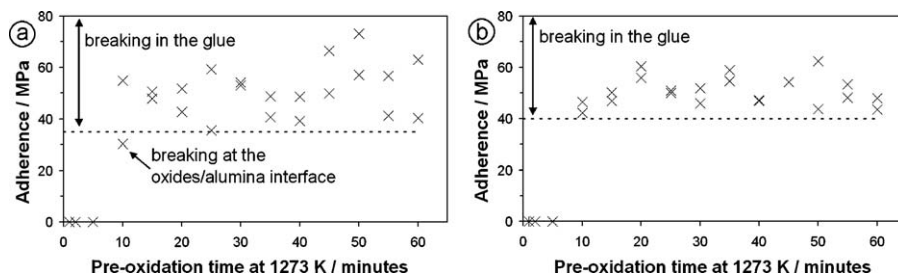 a
80
60
40
20
0
Adherence / MPa
breaking in the glue
breaking at the
oxides/alumina interface
0 10 20 30 40 50 60
Pre-oxidation time at 1273 K / minutes
b
80
60
40
20
0
Adherence / MPa
breaking in the glue
0 10 20 30 40 50 60
Pre-oxidation time at 1273 K / minutes